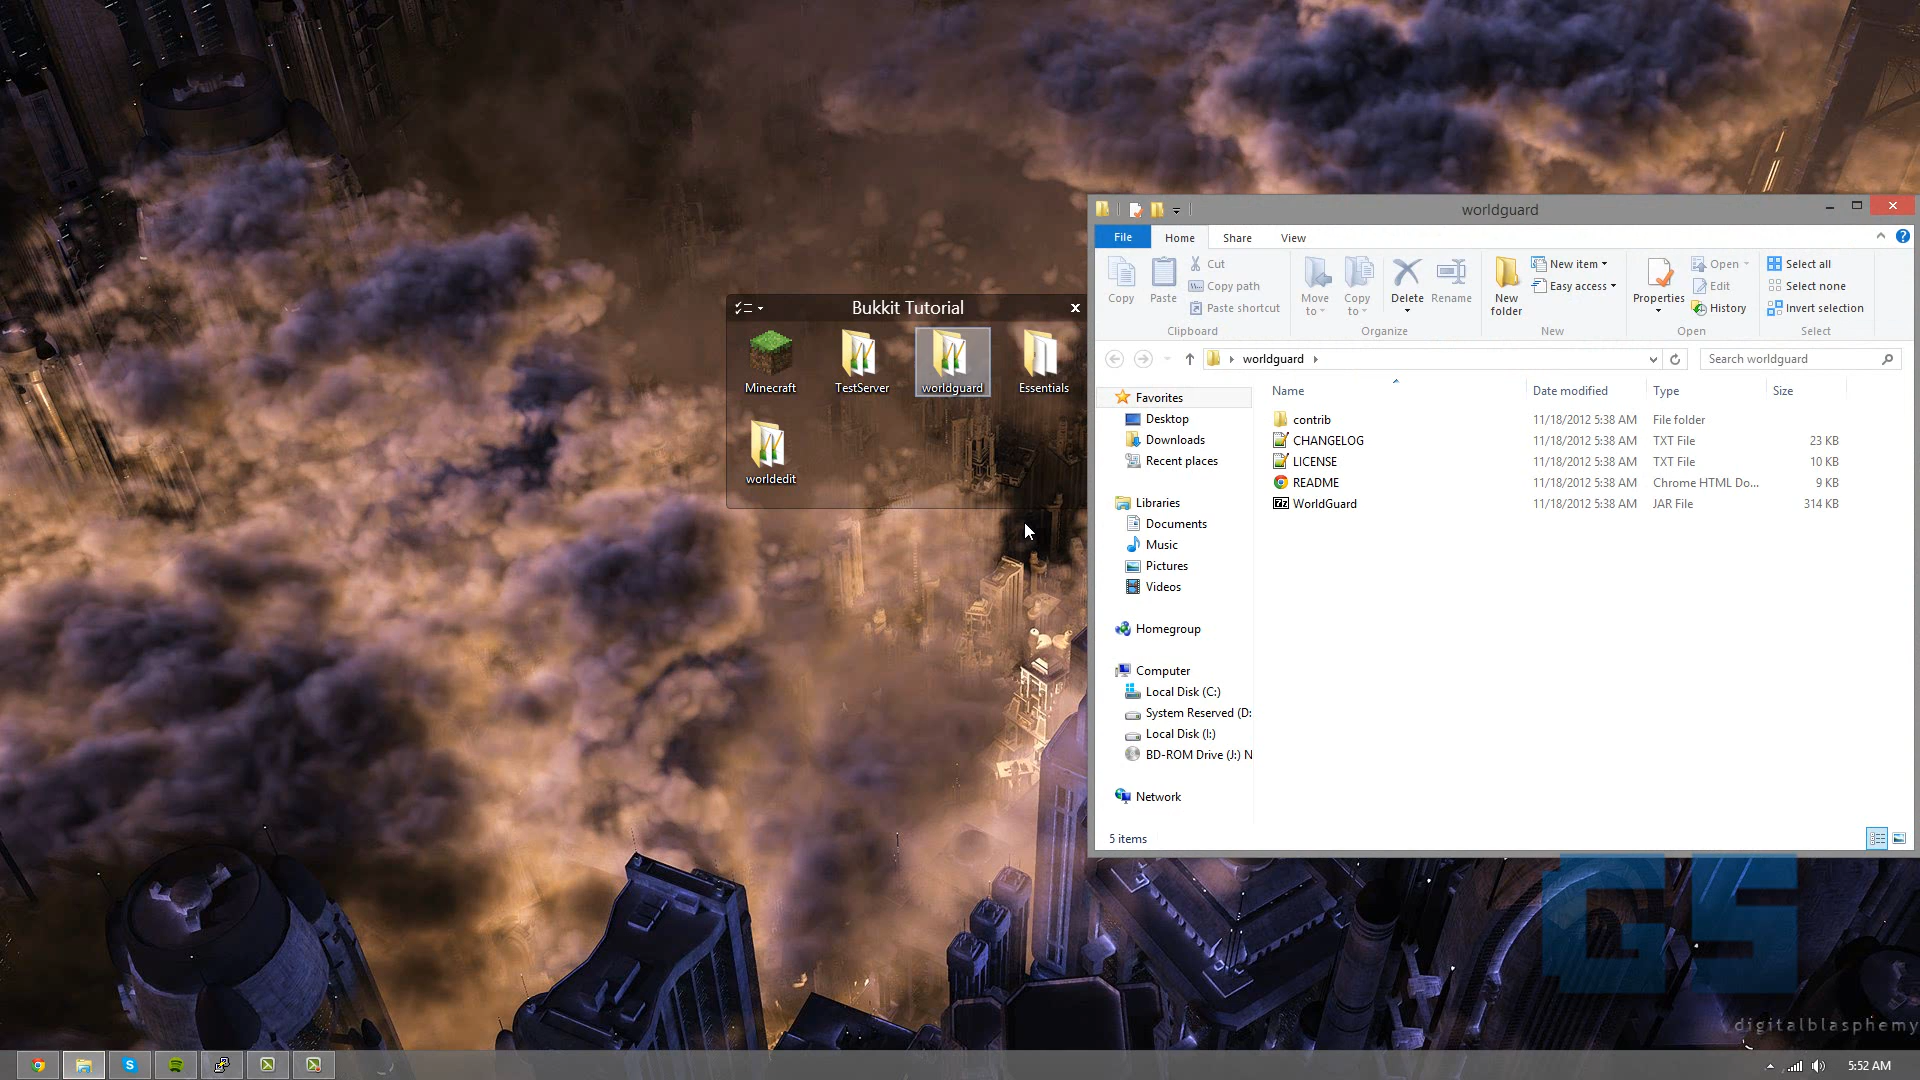 worldguard
File Home Share View
Copy
Paste
Cut
Copy path
Paste shortcut
Clipboard
Move to
Copy to
Delete
Rename
Organize
New folder
New item
Easy access
New
Properties
Open
Edit
History
Open
Select all
Select none
Invert selection
Select
worldguard
Search worldguard
Name Date modified Type Size
contrib 11/18/2012 5:38 AM File folder
CHANGELOG 11/18/2012 5:38 AM TXT File 23 KB
LICENSE 11/18/2012 5:38 AM TXT File 10 KB
README 11/18/2012 5:38 AM Chrome HTML Do... 9 KB
WorldGuard 11/18/2012 5:38 AM JAR File 314 KB
Favorites
Desktop
Downloads
Recent places
Libraries
Documents
Music
Pictures
Videos
Homegroup
Computer
Local Disk (C:)
System Reserved (D:
Local Disk (I:)
BD-ROM Drive (J:) N
Network
5 items
Bukkit Tutorial
Minecraft TestServer worldguard Essentials
worldedit
GS
digitalblasphemy
5:52 AM